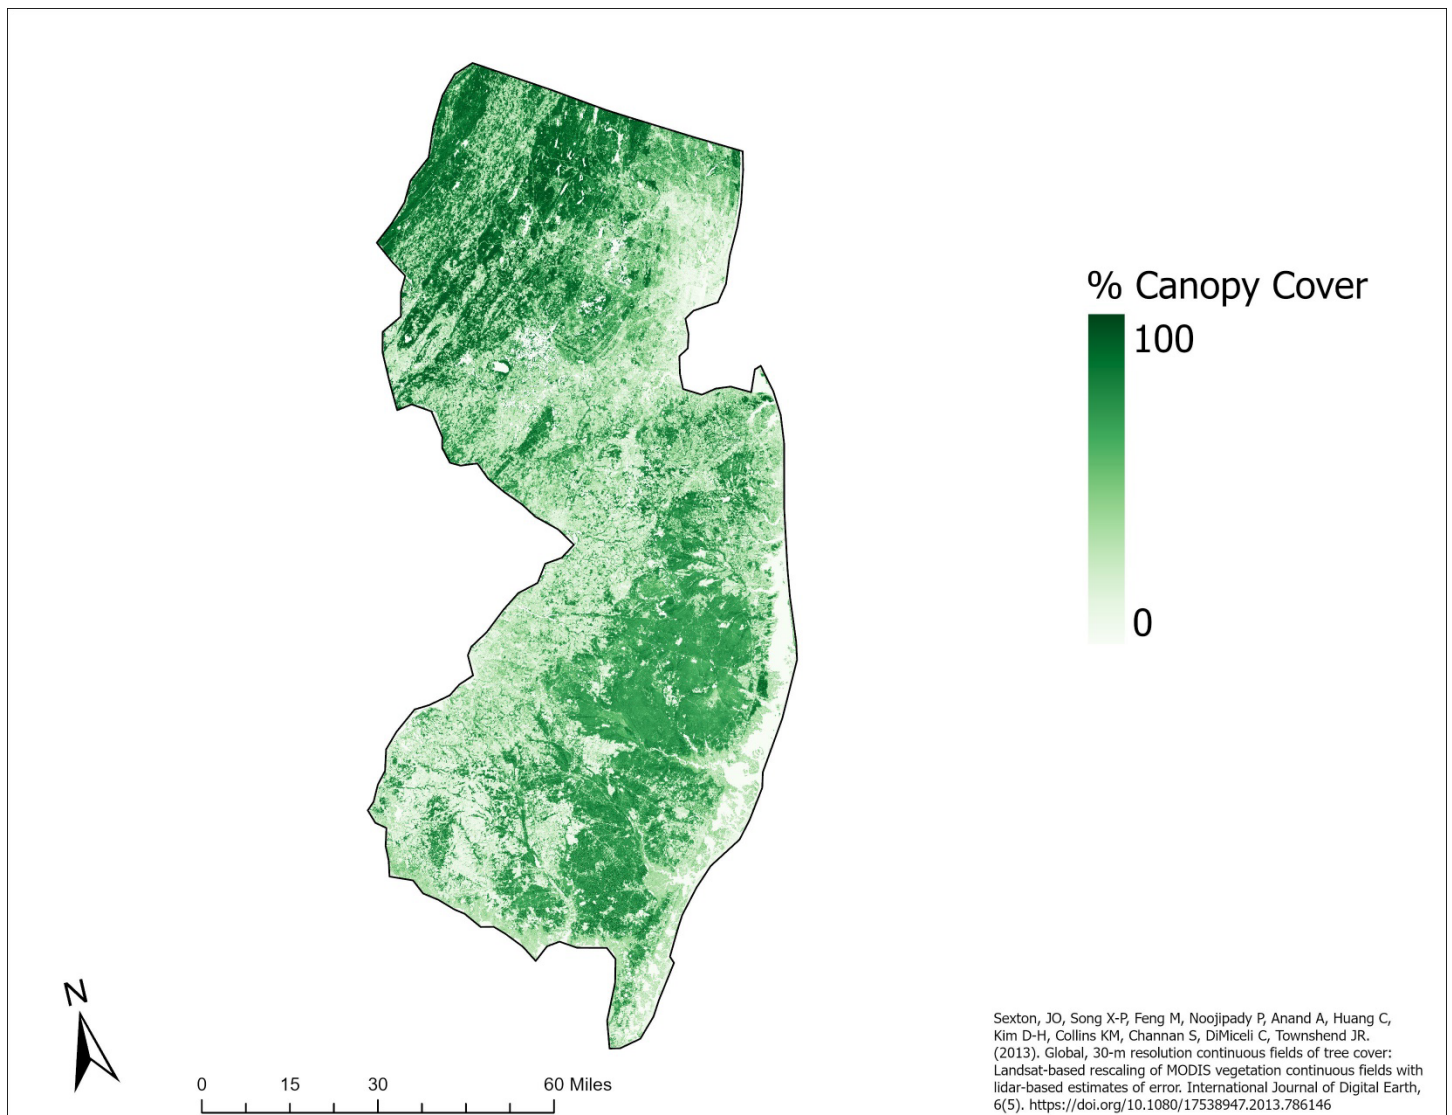 % Canopy Cover
100
0
N
0 15 30 60 Miles
Sexton, JO, Song X-P, Feng M, Noojipady P, Anand A, Huang C,
Kim D-H, Collins KM, Channan S, DiMiceli C, Townshend JR.
(2013). Global, 30-m resolution continuous fields of tree cover:
Landsat-based rescaling of MODIS vegetation continuous fields with
lidar-based estimates of error. International Journal of Digital Earth,
6(5). https://doi.org/10.1080/17538947.2013.786146